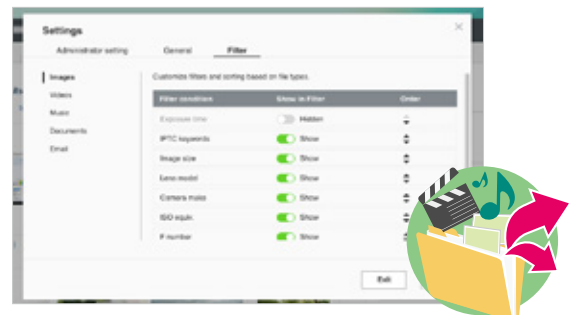 Settings
Administrator setting General Filter
Images
Videos
Music
Documents
Email
Customize filters and sorting based on file types.
Filter condition Show in Filter Order
Exposure time Hidden
IPTC keywords Show
Image size Show
Lens model Show
Camera make Show
ISO equiv. Show
F number Show
Exit